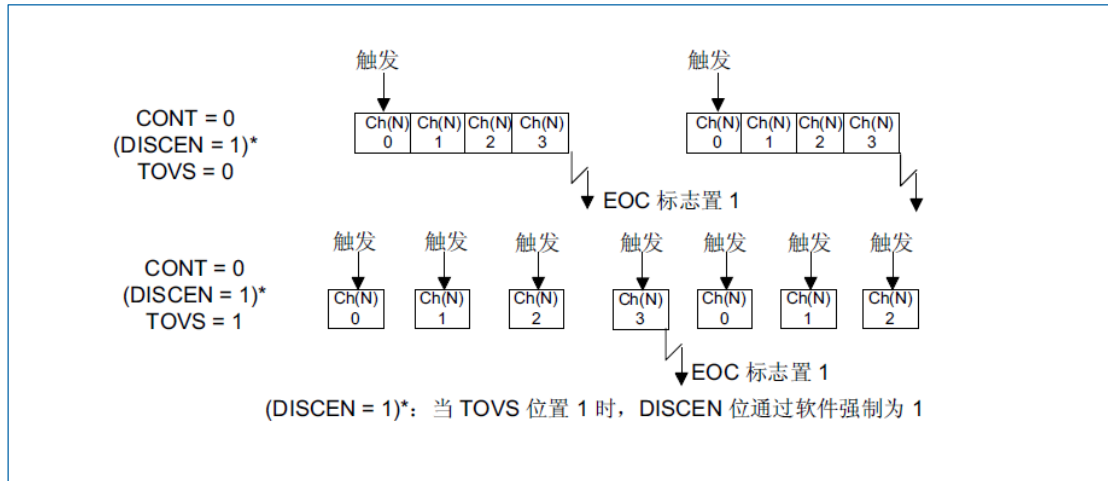 触发 触发
CONT = 0
(DISCEN = 1)*
TOVS = 0
Ch(N) Ch(N) Ch(N) Ch(N) Ch(N) Ch(N) Ch(N) Ch(N)
0 1 2 3 0 1 2 3
EOC 标志置 1
触发 触发 触发 触发 触发 触发 触发
CONT = 0
(DISCEN = 1)*
TOVS = 1
Ch(N) Ch(N) Ch(N) Ch(N) Ch(N) Ch(N) Ch(N)
0 1 2 3 0 1 2
EOC 标志置 1
(DISCEN = 1)*：当 TOVS 位置 1 时，DISCEN 位通过软件强制为 1